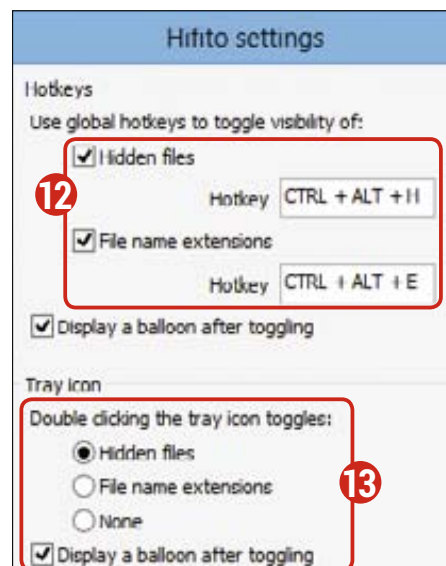 Hifito settings
Hotkeys
Use global hotkeys to toggle visibility of:
Hidden files
12
Hotkey CTRL + ALT + H
File name extensions
Hotkey CTRL + ALT + E
Display a balloon after toggling
Tray Icon
Double clicking the tray icon toggles:
Hidden files
File name extensions
13
None
Display a balloon after toggling